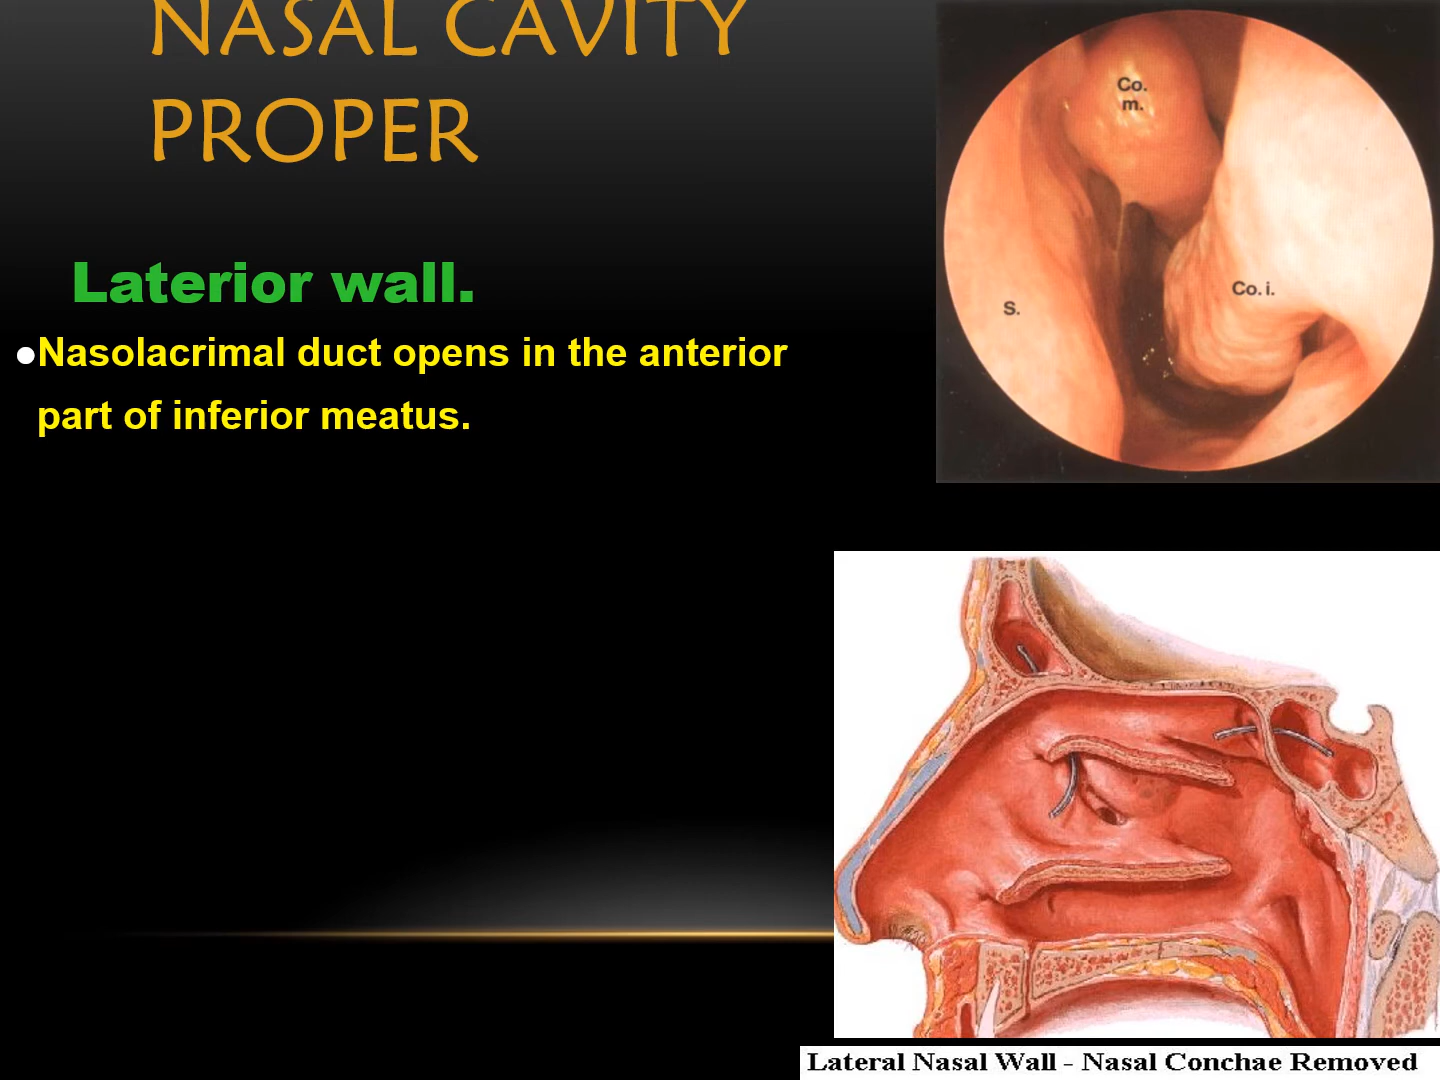 NASAL CAVITY
PROPER
Laterior wall.
●Nasolacrimal duct opens in the anterior
part of inferior meatus.
Co.
m.
S.
Co. i.
Lateral Nasal Wall - Nasal Conchae Removed